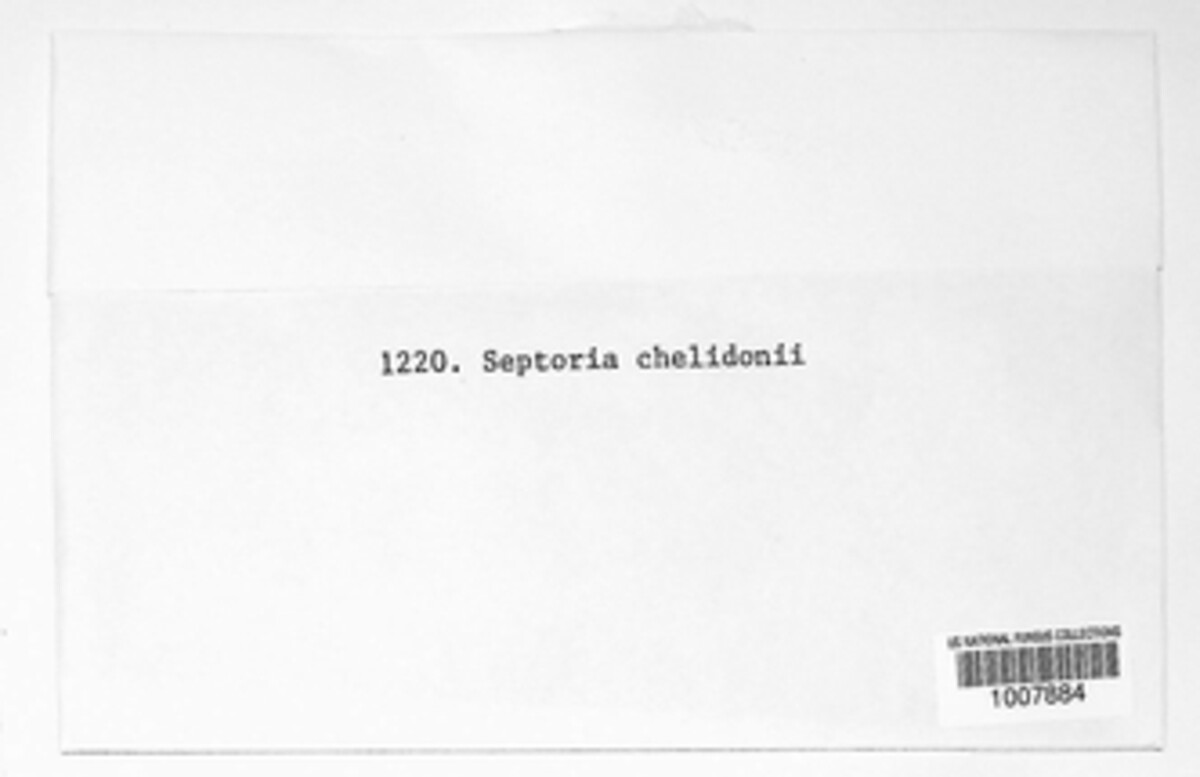 1220. Septoria chelidonii
US NATIONAL FUNGUS COLLECTIONS
1007884